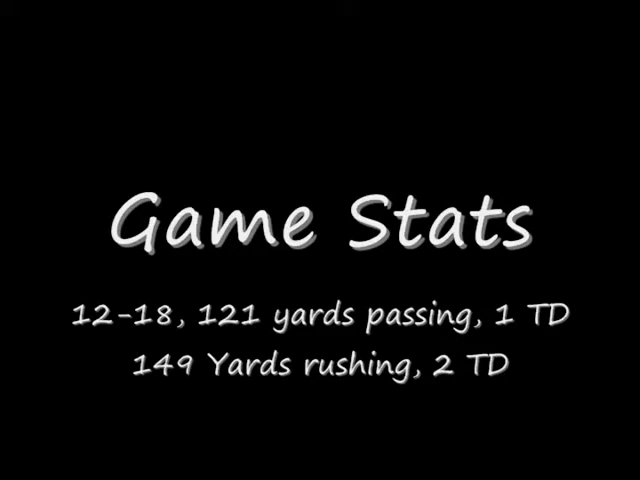 Game Stats
12-18, 121 yards passing, 1 TD
149 Yards rushing, 2 TD